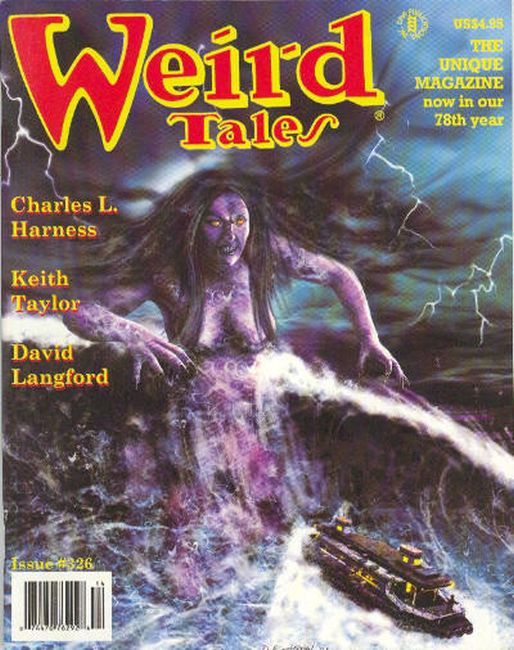 Weird
Tales
®
US$4.95
THE
UNIQUE
MAGAZINE
now in our
78th year
Charles L.
Harness
Keith
Taylor
David
Langford
Issue #326
14